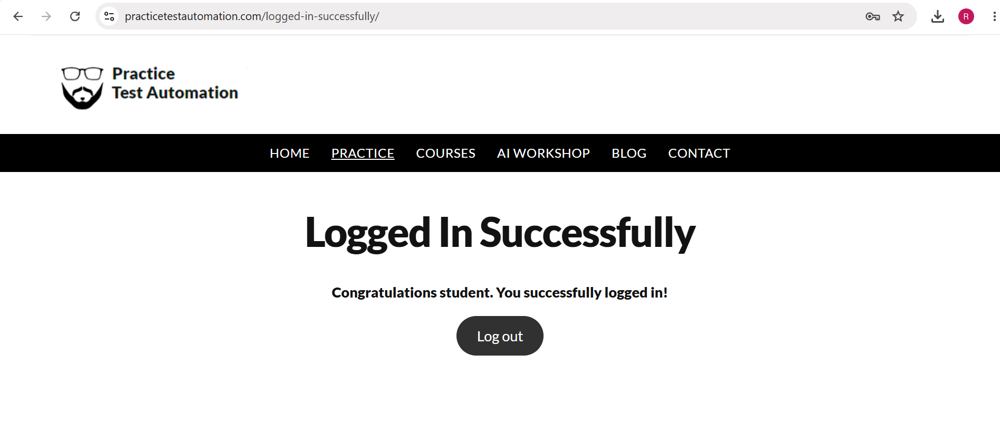 practicetestautomation.com/logged-in-successfully/
R
Practice
Test Automation
HOME PRACTICE COURSES AI WORKSHOP BLOG CONTACT
Logged In Successfully
Congratulations student. You successfully logged in!
Log out